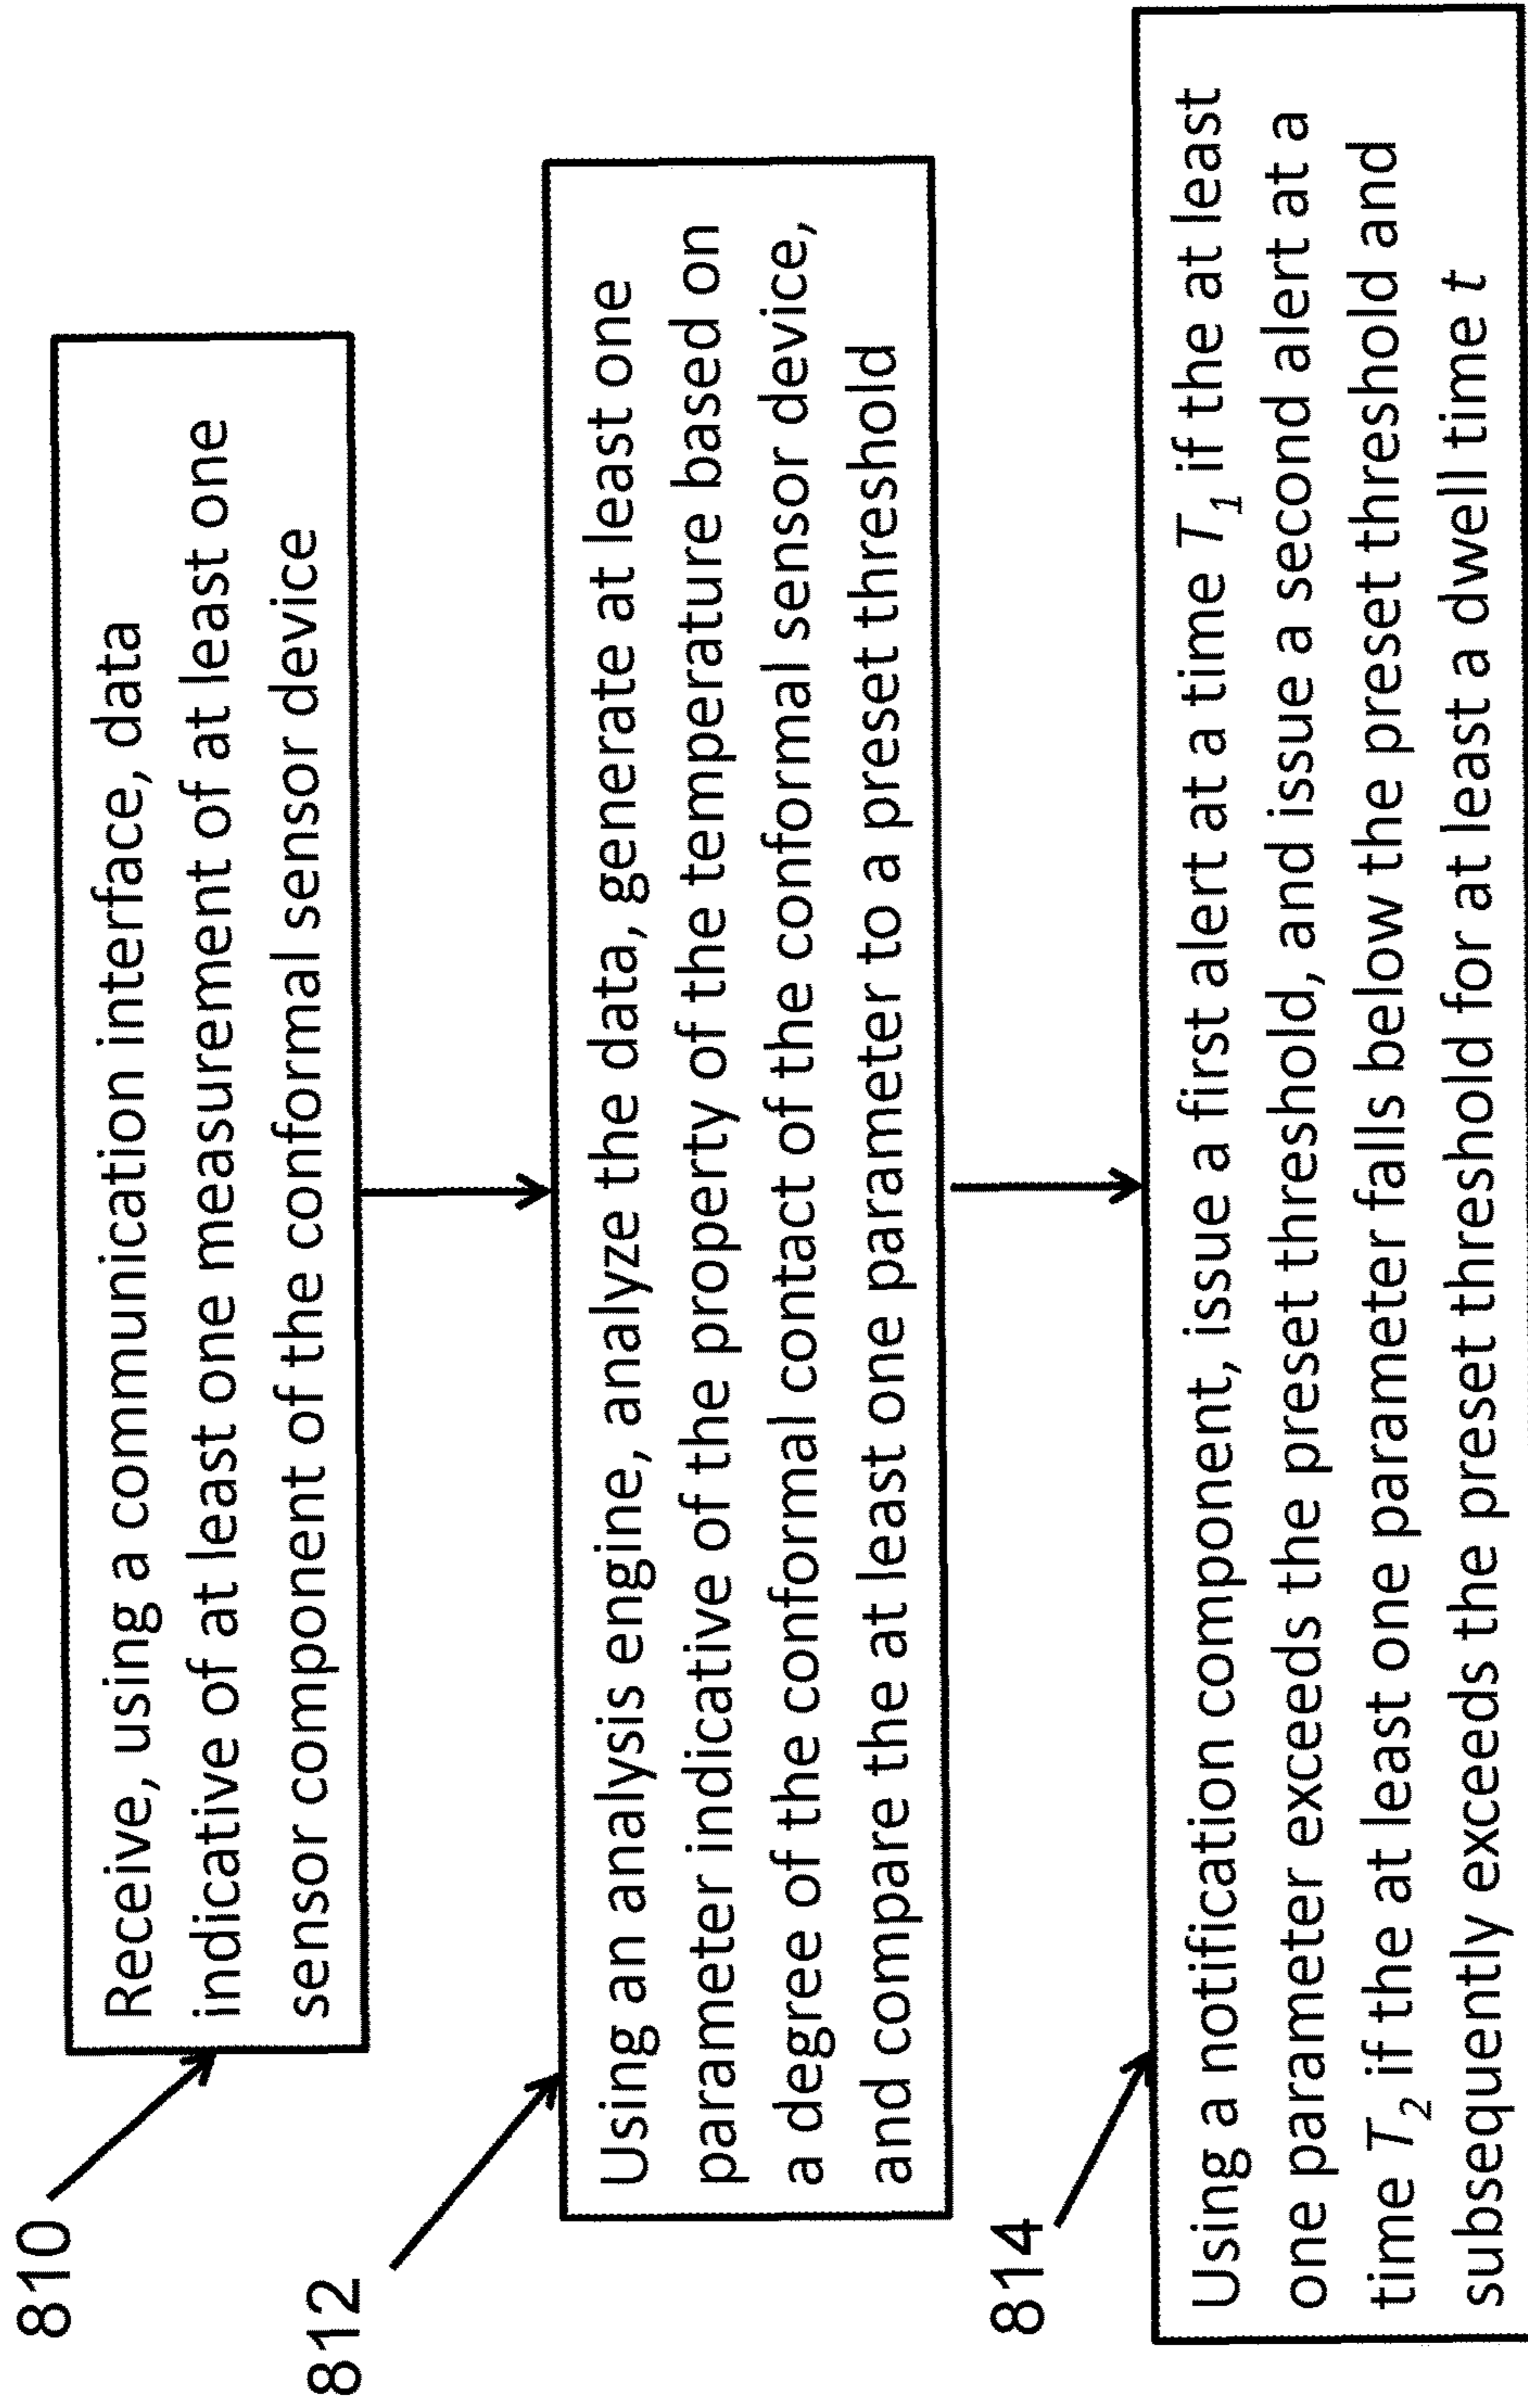 810
Receive, using a communication interface, data
indicative of at least one measurement of at least one
sensor component of the conformal sensor device
812
Using an analysis engine, analyze the data, generate at least one
parameter indicative of the property of the temperature based on
a degree of the conformal contact of the conformal sensor device,
and compare the at least one parameter to a preset threshold
814
Using a notification component, issue a first alert at a time T₁ if the at least
one parameter exceeds the preset threshold, and issue a second alert at a
time T₂ if the at least one parameter falls below the preset threshold and
subsequently exceeds the preset threshold for at least a dwell time t